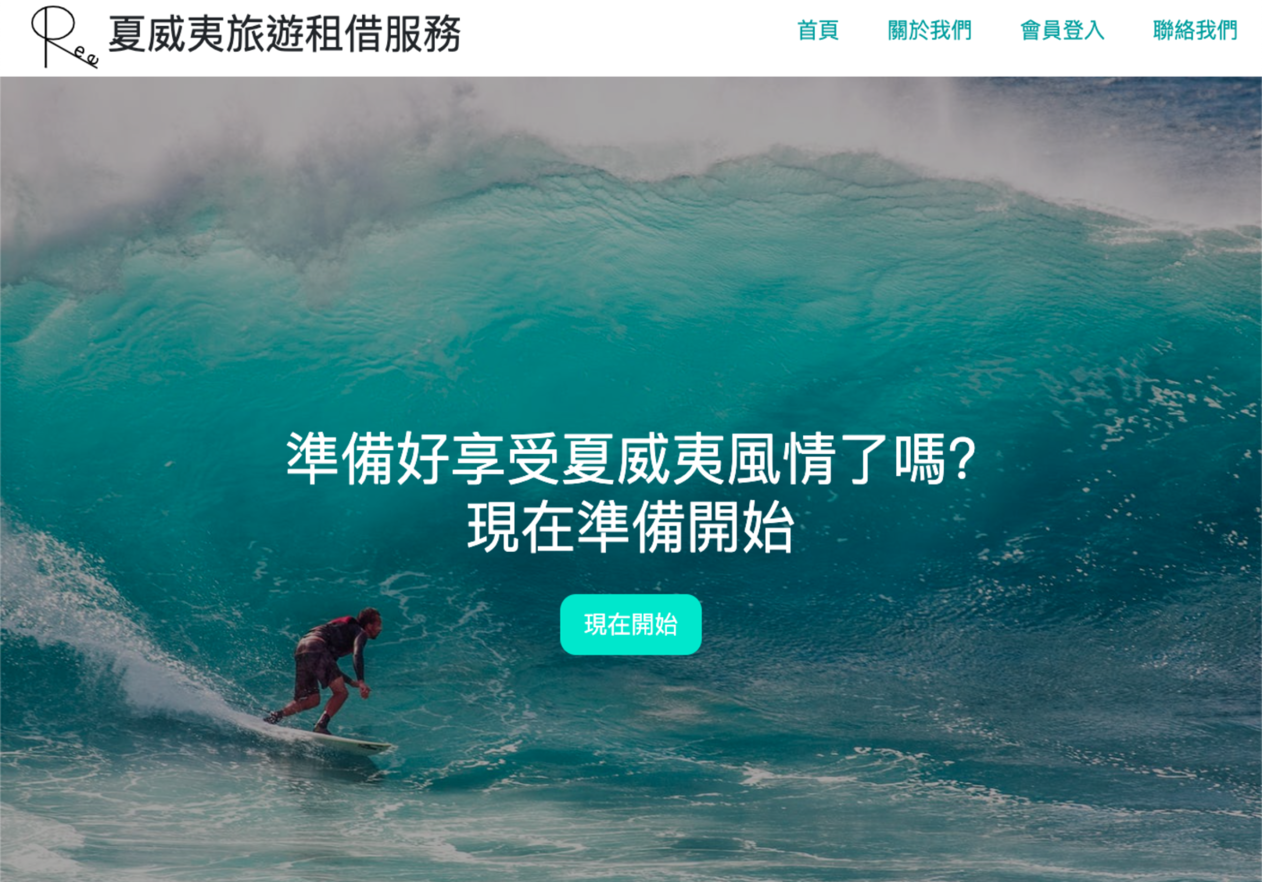 Ree 夏威夷旅遊租借服務
首頁 關於我們 會員登入 聯絡我們
準備好享受夏威夷風情了嗎?
現在準備開始
現在開始